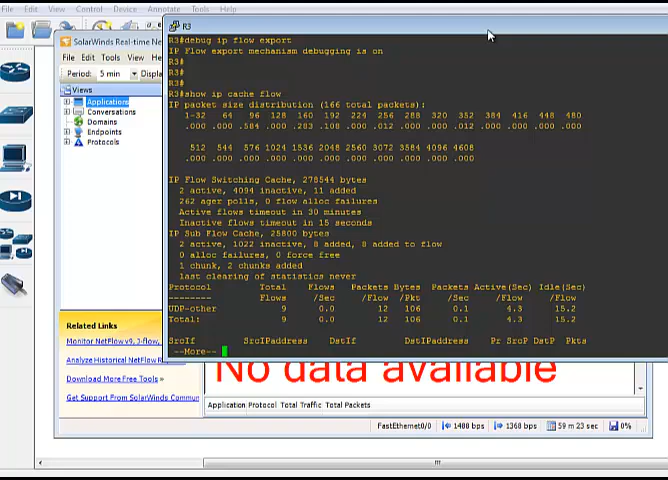 File Edit View Control Device Annotate Tools Help
R3
SolarWinds Real-time Ne
File Edit Tools View He
Period: 5 min Displa
Views
Applications
Conversations
Domains
Endpoints
Protocols
R3#debug ip flow export
IP Flow export mechanism debugging is on
R3#
R3#
R3#
R3#show ip cache flow
IP packet size distribution (166 total packets):
1-32 64 96 128 160 192 224 256 288 320 352 384 416 448 480
.000 .000 .584 .000 .283 .108 .000 .012 .000 .000 .012 .000 .000 .000 .000
512 544 576 1024 1536 2048 2560 3072 3584 4096 4608
.000 .000 .000 .000 .000 .000 .000 .000 .000 .000 .000
IP Flow Switching Cache, 278544 bytes
2 active, 4094 inactive, 11 added
262 ager polls, 0 flow alloc failures
Active flows timeout in 30 minutes
Inactive flows timeout in 15 seconds
IP Sub Flow Cache, 25800 bytes
2 active, 1022 inactive, 8 added, 8 added to flow
0 alloc failures, 0 force free
1 chunk, 2 chunks added
last clearing of statistics never
Protocol Total Flows Packets Bytes Packets Active(Sec) Idle(Sec)
-------- Flows /Sec /Flow /Pkt /Sec /Flow /Flow
UDP-other 9 0.0 12 106 0.1 4.3 15.2
Total: 9 0.0 12 106 0.1 4.3 15.2
SrcIf SrcIPaddress DstIf DstIPaddress Pr SrcP DstP Pkts
--More--
Related Links
Monitor NetFlow v9, J-flow,
Analyze Historical NetFlow R
Download More Free Tools »
Get Support From SolarWinds Commun
No data available
Application Protocol Total Traffic Total Packets
FastEthernet0/0 1488 bps 1368 bps 59 m 23 sec 0%